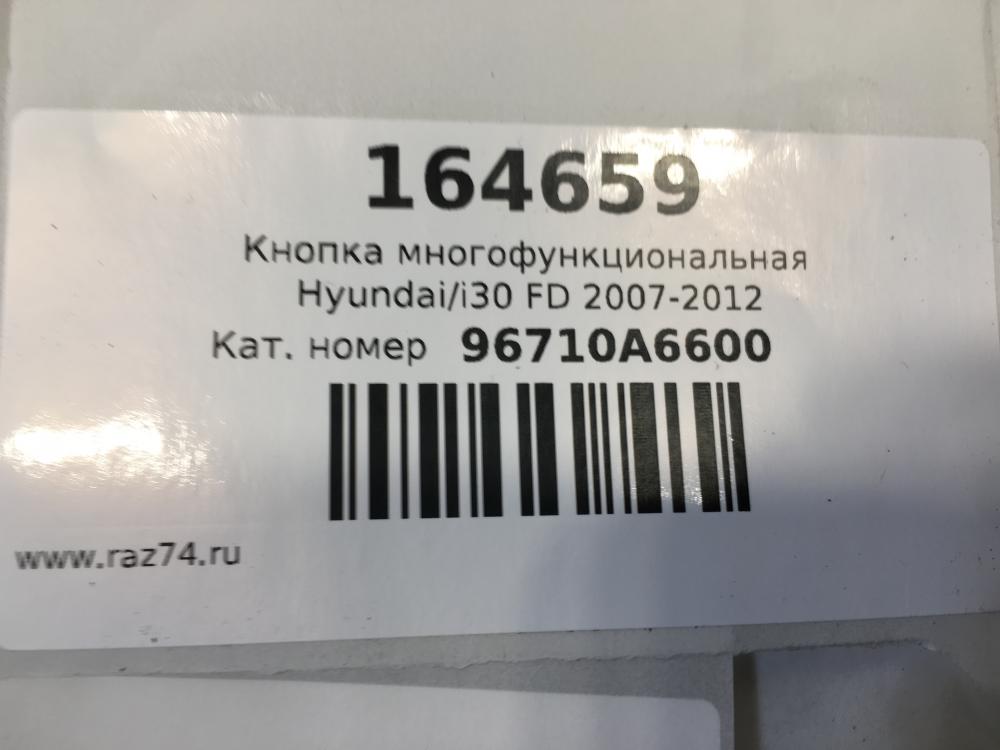 164659
Кнопка многофункциональная
Hyundai/i30 FD 2007-2012
Кат. номер 96710A6600
www.raz74.ru